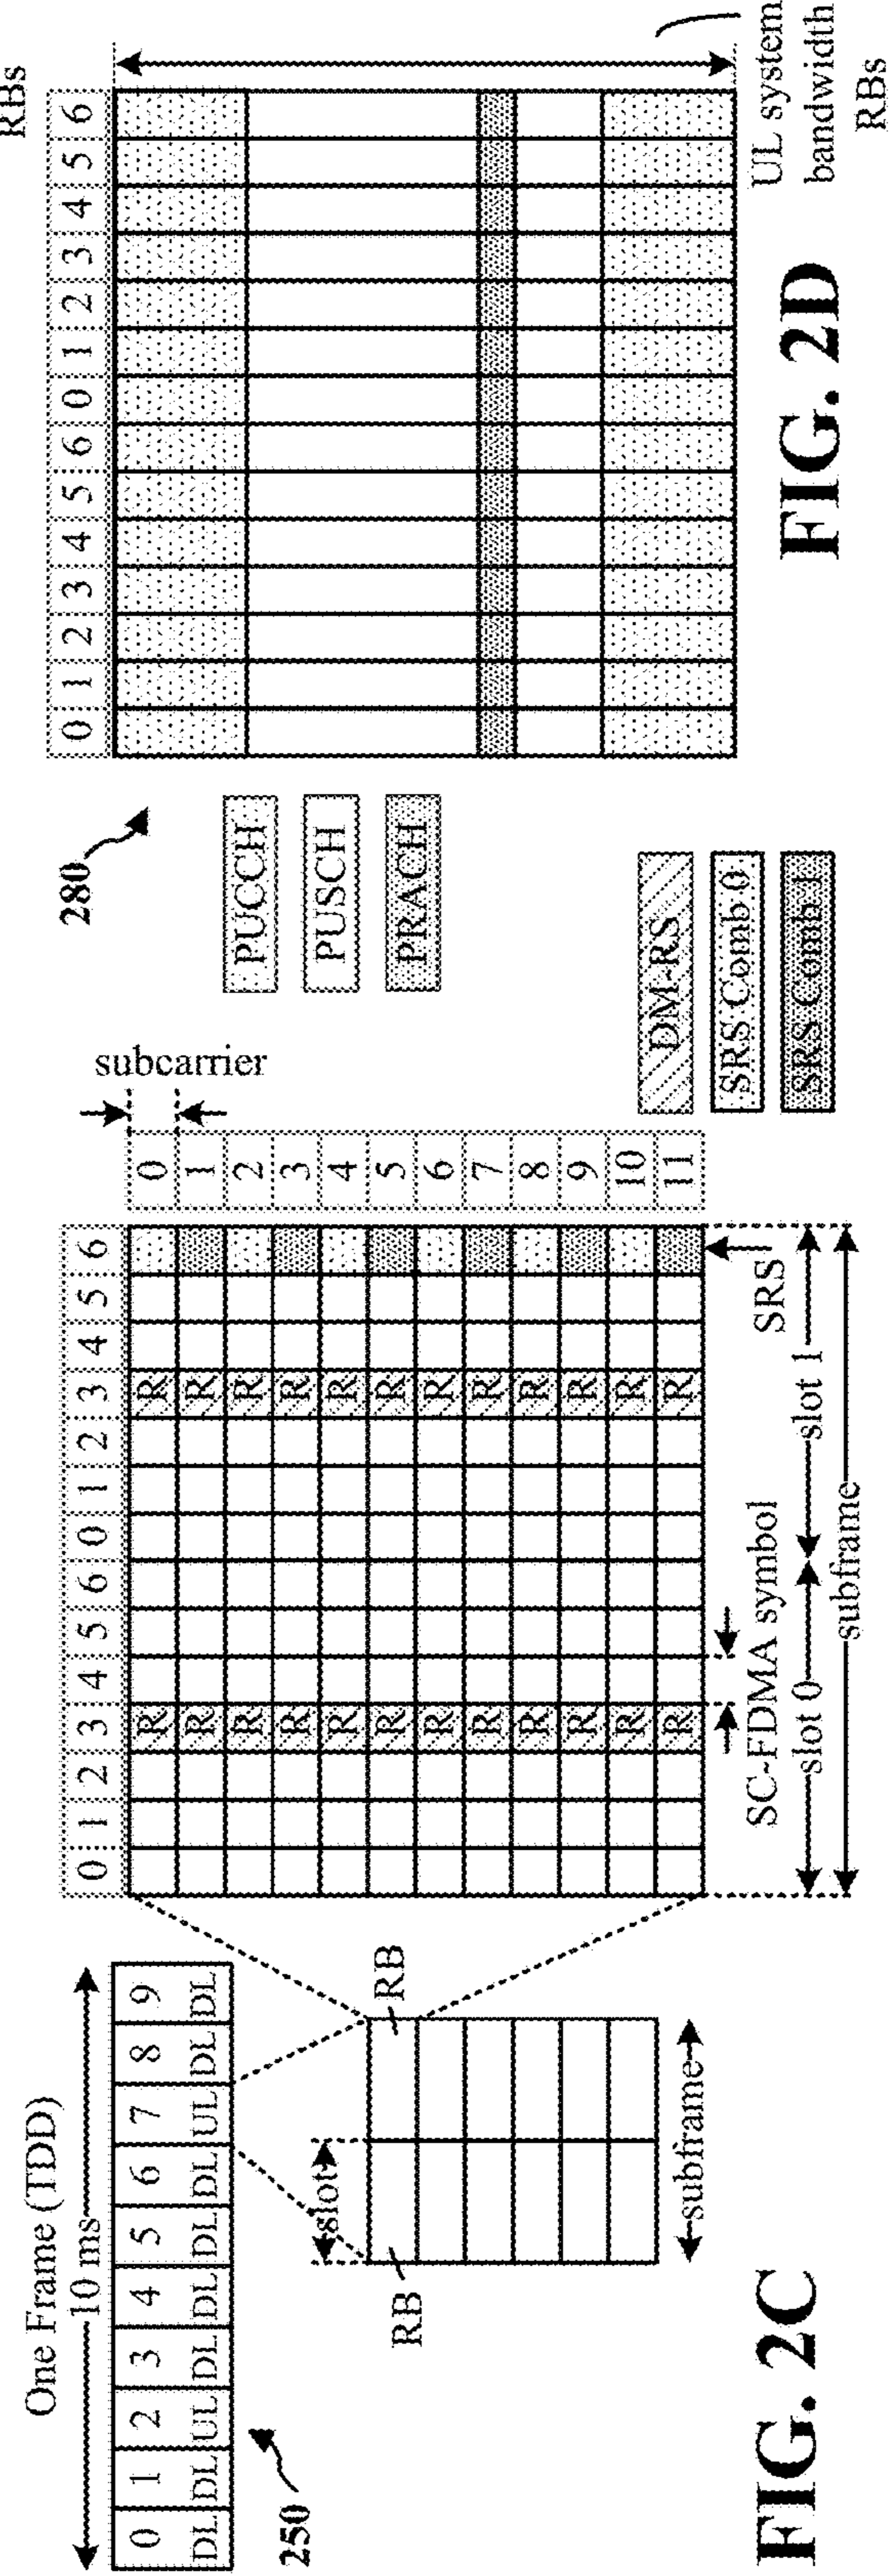 One Frame (TDD)
10 ms
0 1 2 3 4 5 6 7 8 9
DL DL UL DL DL DL DL UL DL DL
250
slot
RB
RB
subframe
FIG. 2C
0 1 2 3 4 5 6 0 1 2 3 4 5 6
subcarrier
R R 0
R R 1
R R 2
R R 3
R R 4
R R 5
R R 6
R R 7
R R 8
R R 9
R R 10
R R 11
SC-FDMA symbol
SRS
slot 0
slot 1
subframe
DM-RS
SRS Comb 0
SRS Comb 1
280
PUCCH
PUSCH
PRACH
RBs
0 1 2 3 4 5 6 0 1 2 3 4 5 6
UL system
bandwidth
RBs
FIG. 2D